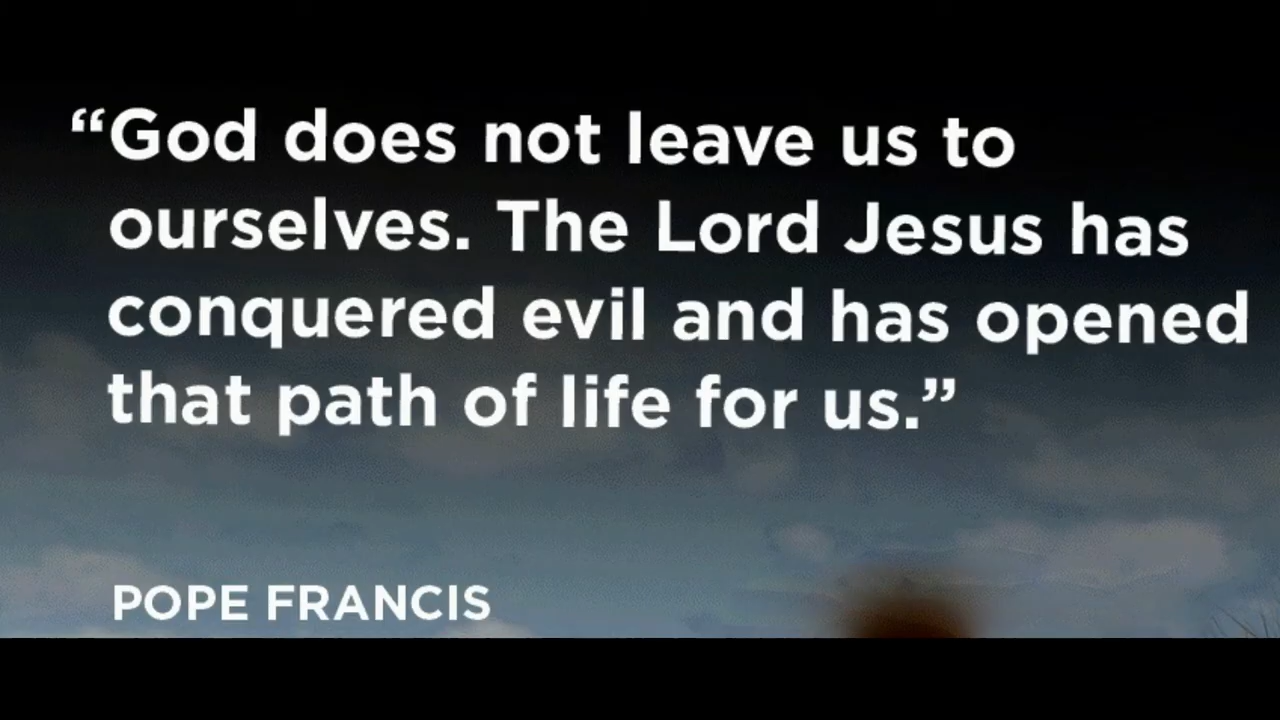 “God does not leave us to
ourselves. The Lord Jesus has
conquered evil and has opened
that path of life for us.”
POPE FRANCIS